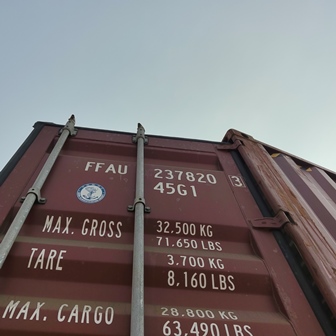 FFAU 237820 3
45G1
MAX. GROSS 32.500 KG
71.650 LBS
TARE 3.700 KG
8,160 LBS
MAX. CARGO 28.800 KG
63,490 LBS